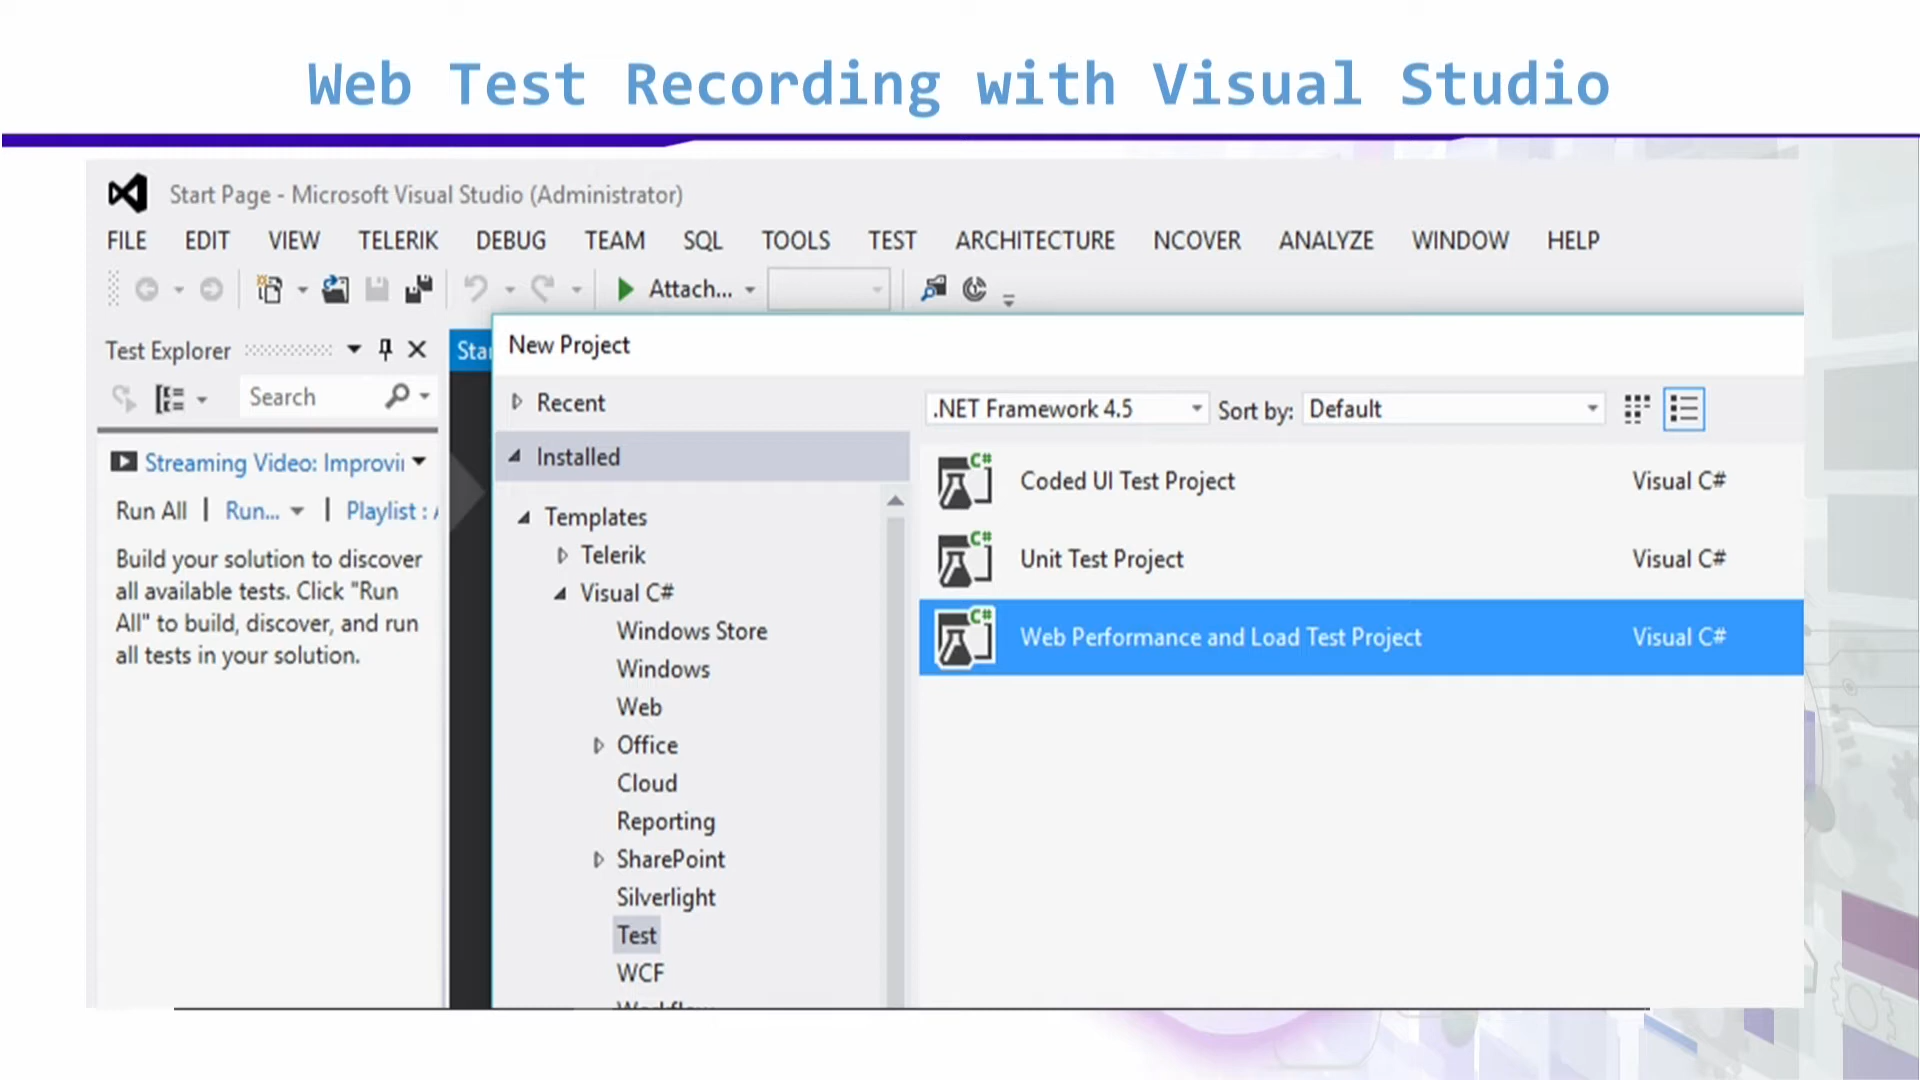 Web Test Recording with Visual Studio
Start Page - Microsoft Visual Studio (Administrator)
FILE EDIT VIEW TELERIK DEBUG TEAM SQL TOOLS TEST ARCHITECTURE NCOVER ANALYZE WINDOW HELP
Attach...
Test Explorer
Search
Streaming Video: Improvii
Run All | Run... | Playlist :
Build your solution to discover
all available tests. Click "Run
All" to build, discover, and run
all tests in your solution.
Star
New Project
Recent
Installed
Templates
Telerik
Visual C#
Windows Store
Windows
Web
Office
Cloud
Reporting
SharePoint
Silverlight
Test
WCF
.NET Framework 4.5 Sort by: Default
C# Coded UI Test Project Visual C#
C# Unit Test Project Visual C#
C# Web Performance and Load Test Project Visual C#